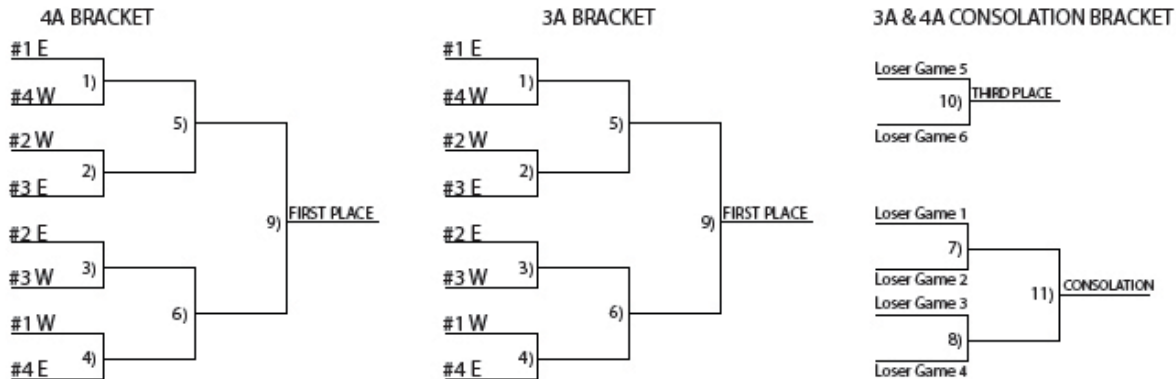 4A BRACKET
#1 E
1)
#4 W
5)
#2 W
2)
#3 E
9)
FIRST PLACE
#2 E
3)
#3 W
6)
#1 W
4)
#4 E
3A BRACKET
#1 E
1)
#4 W
5)
#2 W
2)
#3 E
9)
FIRST PLACE
#2 E
3)
#3 W
6)
#1 W
4)
#4 E
3A & 4A CONSOLATION BRACKET
Loser Game 5
10)
THIRD PLACE
Loser Game 6
Loser Game 1
7)
Loser Game 2
11)
CONSOLATION
Loser Game 3
8)
Loser Game 4